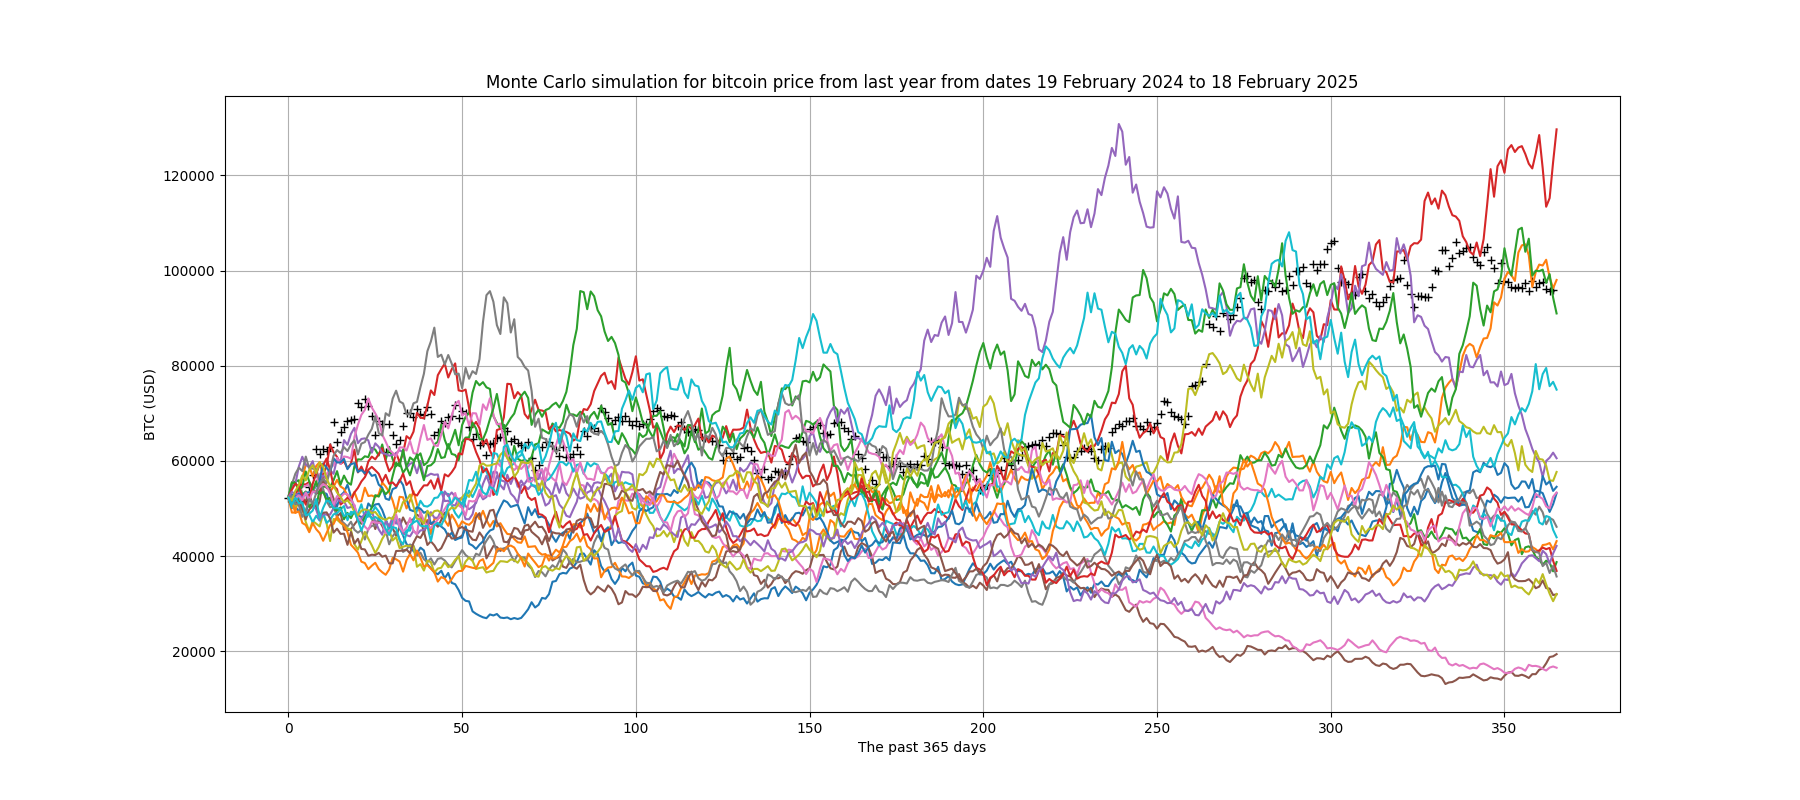 Monte Carlo simulation for bitcoin price from last year from dates 19 February 2024 to 18 February 2025
120000
100000
80000
60000
40000
20000
BTC (USD)
0 50 100 150 200 250 300 350
The past 365 days